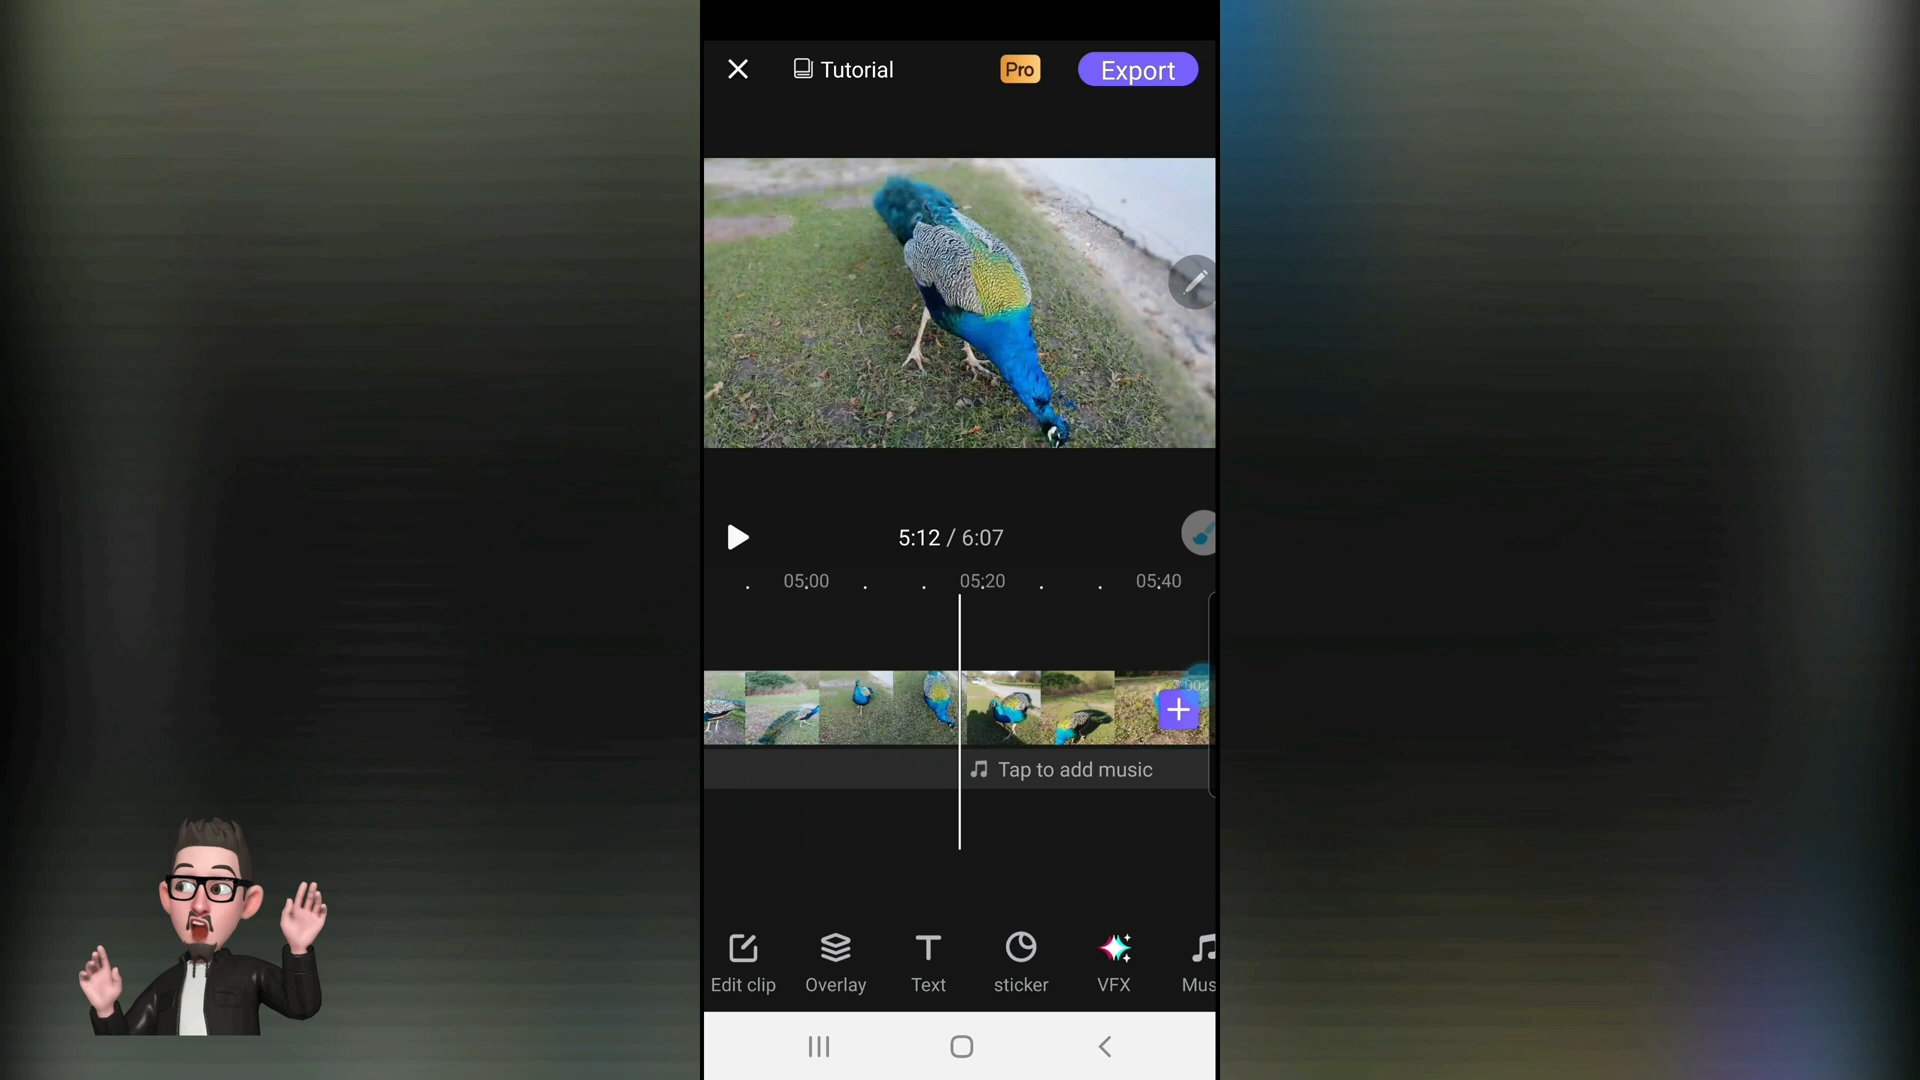 Tutorial
Pro
Export
5:12 / 6:07
05:00
05:20
05:40
Tap to add music
Edit clip
Overlay
Text
sticker
VFX
Mus